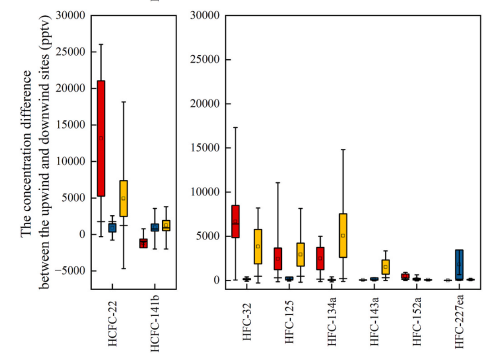 The concentration difference
between the upwind and downwind sites (pptv)
30000
25000
20000
15000
10000
5000
0
−5000
HCFC-22
HCFC-141b
30000
25000
20000
15000
10000
5000
0
HFC-32
HFC-125
HFC-134a
HFC-143a
HFC-152a
HFC-227ea